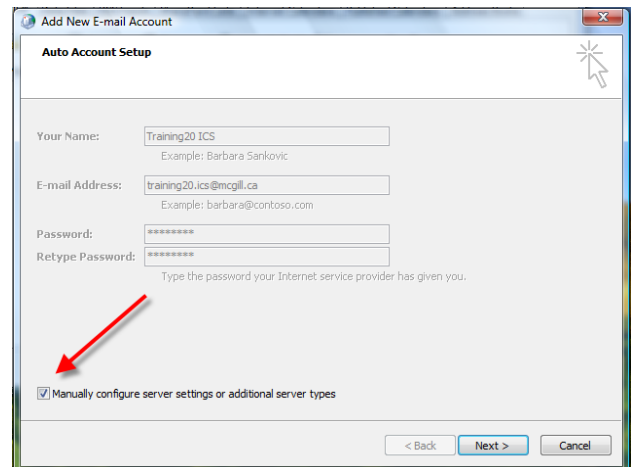 Add New E-mail Account
Auto Account Setup
Your Name: Training20 ICS
Example: Barbara Sankovic
E-mail Address: training20.ics@mcgill.ca
Example: barbara@contoso.com
Password: ********
Retype Password: ********
Type the password your Internet service provider has given you.
Manually configure server settings or additional server types
< Back Next > Cancel